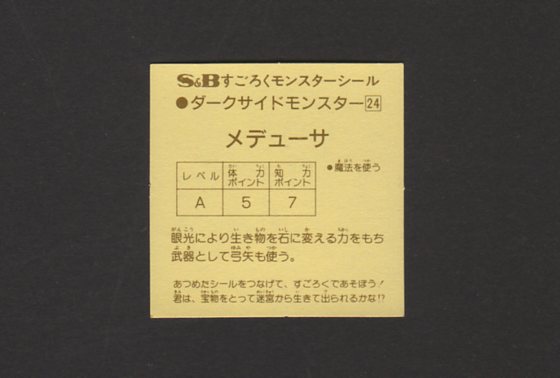 S&Bすごろくモンスターシール
●ダークサイドモンスター24
メデューサ
レベル 体力ポイント 知力ポイント
A 5 7
●魔法を使う
眼光により生き物を石に変える力をもち
武器として弓矢も使う。
あつめたシールをつなげて、すごろくであそぼう!
君は、宝物をとって迷宮から生きて出られるかな!?